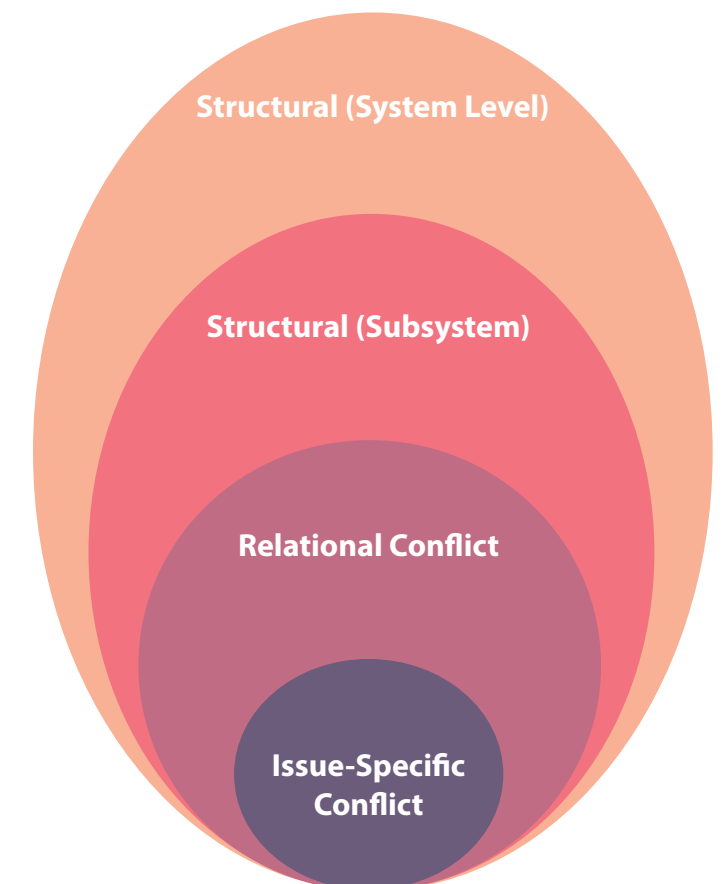 Structural (System Level)
Structural (Subsystem)
Relational Conflict
Issue-Specific
Conflict